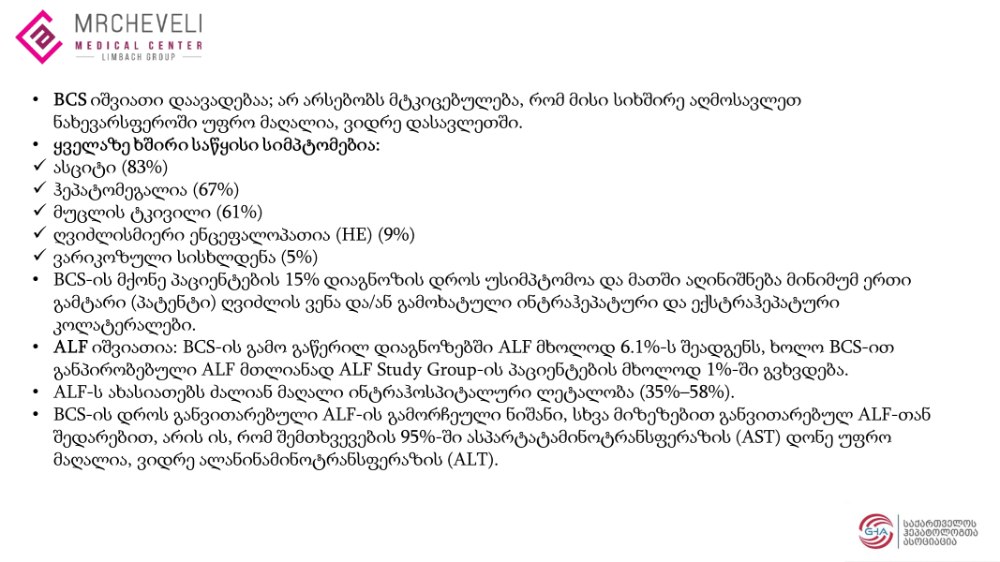 MRCHEVELI
MEDICAL CENTER
LIMBACH GROUP
• BCS იშვიათი დაავადებაა; არ არსებობს მტკიცებულება, რომ მისი სიხშირე აღმოსავლეთ
ნახევარსფეროში უფრო მაღალია, ვიდრე დასავლეთში.
• ყველაზე ხშირი საწყისი სიმპტომებია:
✓ ასციტი (83%)
✓ ჰეპატომეგალია (67%)
✓ მუცლის ტკივილი (61%)
✓ ღვიძლისმიერი ენცეფალოპათია (HE) (9%)
✓ ვარიკოზული სისხლდენა (5%)
• BCS-ის მქონე პაციენტების 15% დიაგნოზის დროს უსიმპტომოა და მათში აღინიშნება მინიმუმ ერთი
გამტარი (პატენტი) ღვიძლის ვენა და/ან გამოხატული ინტრაჰეპატური და ექსტრაჰეპატური
კოლატერალები.
• ALF იშვიათია: BCS-ის გამო გაწერილ დიაგნოზებში ALF მხოლოდ 6.1%-ს შეადგენს, ხოლო BCS-ით
განპირობებული ALF მთლიანად ALF Study Group-ის პაციენტების მხოლოდ 1%-ში გვხვდება.
• ALF-ს ახასიათებს ძალიან მაღალი ინტრაჰოსპიტალური ლეტალობა (35%–58%).
• BCS-ის დროს განვითარებული ALF-ის გამორჩეული ნიშანი, სხვა მიზეზებით განვითარებულ ALF-თან
შედარებით, არის ის, რომ შემთხვევების 95%-ში ასპარტატამინოტრანსფერაზის (AST) დონე უფრო
მაღალია, ვიდრე ალანინამინოტრანსფერაზის (ALT).
GHA
საქართველოს
ჰეპატოლოგთა
ასოციაცია